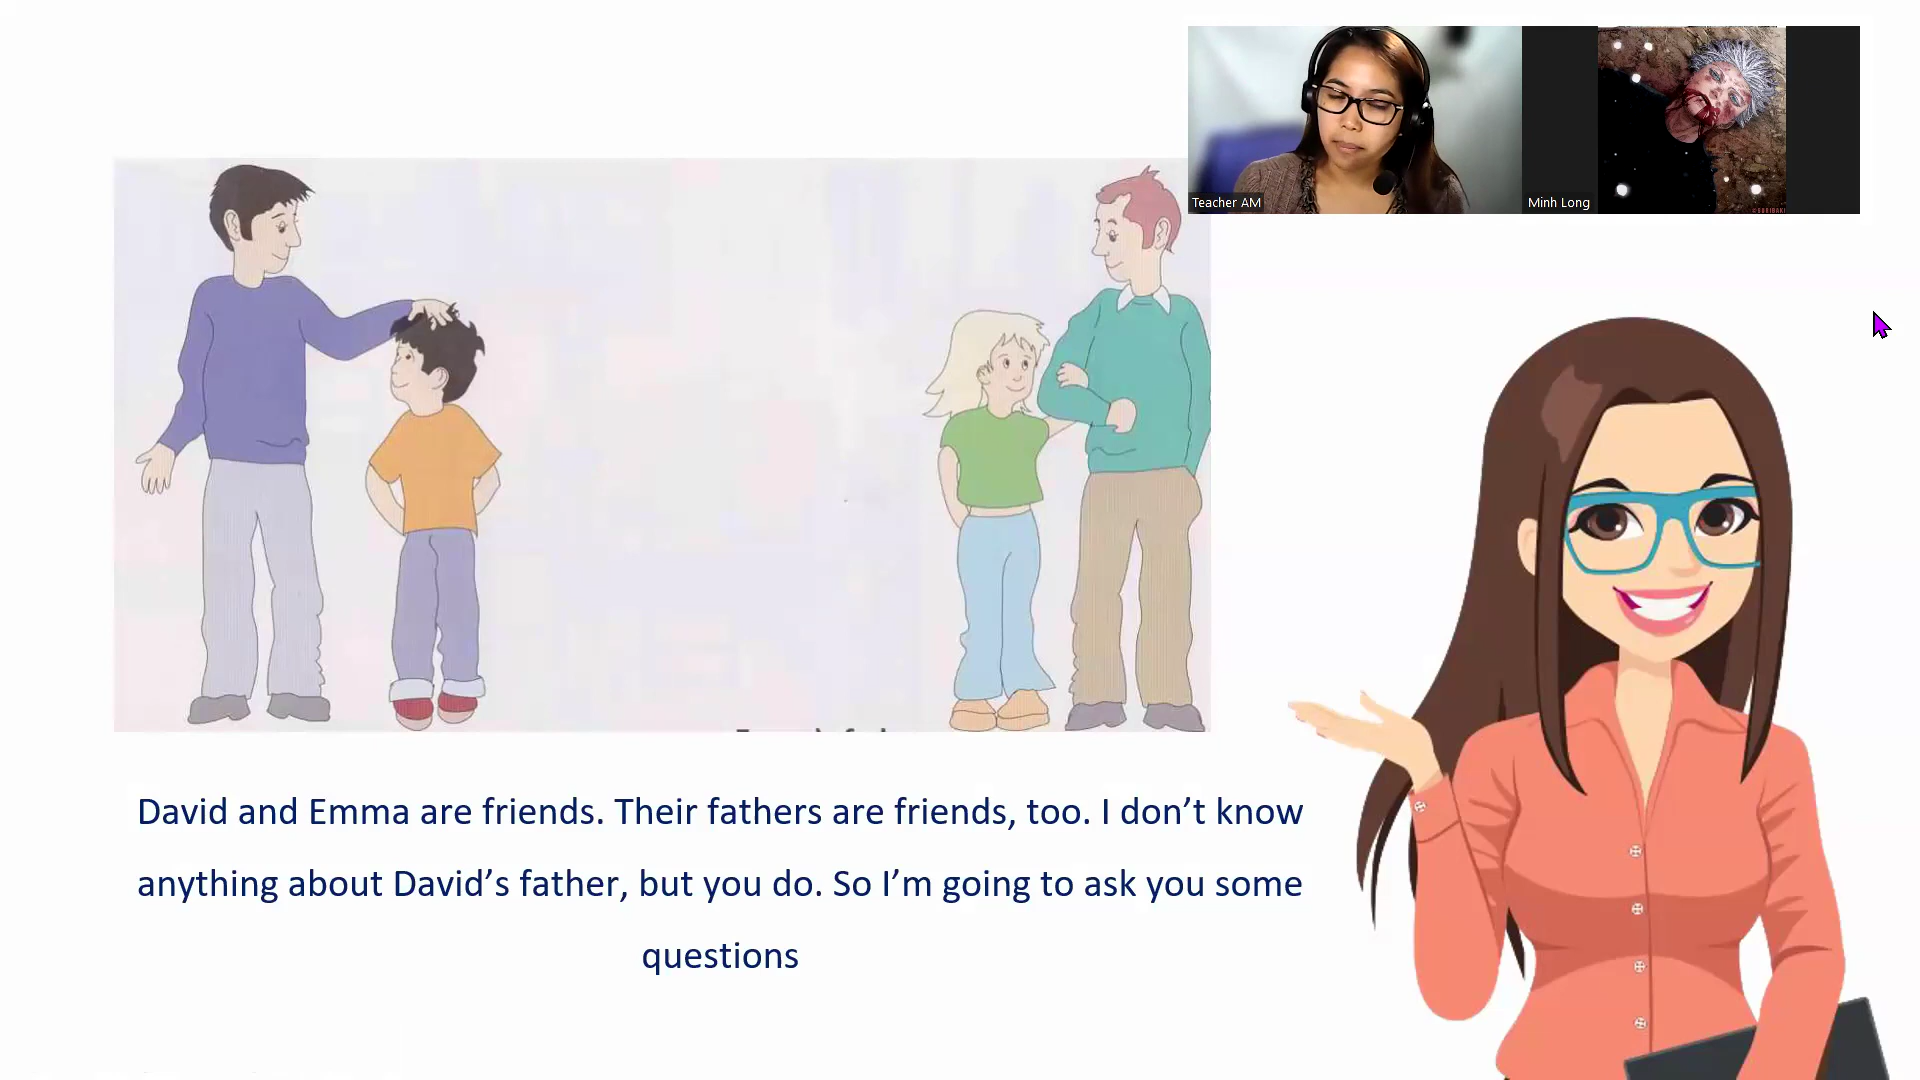 Teacher AM
Minh Long
David and Emma are friends. Their fathers are friends, too. I don’t know
anything about David’s father, but you do. So I’m going to ask you some
questions